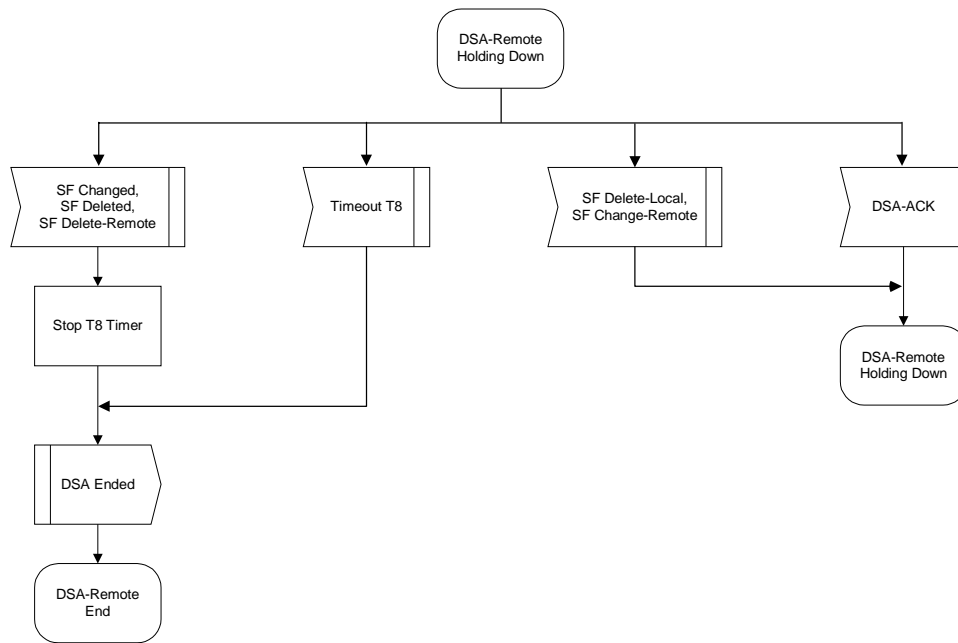 DSA-Remote
Holding Down
SF Changed,
SF Deleted,
SF Delete-Remote
Timeout T8
SF Delete-Local,
SF Change-Remote
DSA-ACK
Stop T8 Timer
DSA-Remote
Holding Down
DSA Ended
DSA-Remote
End